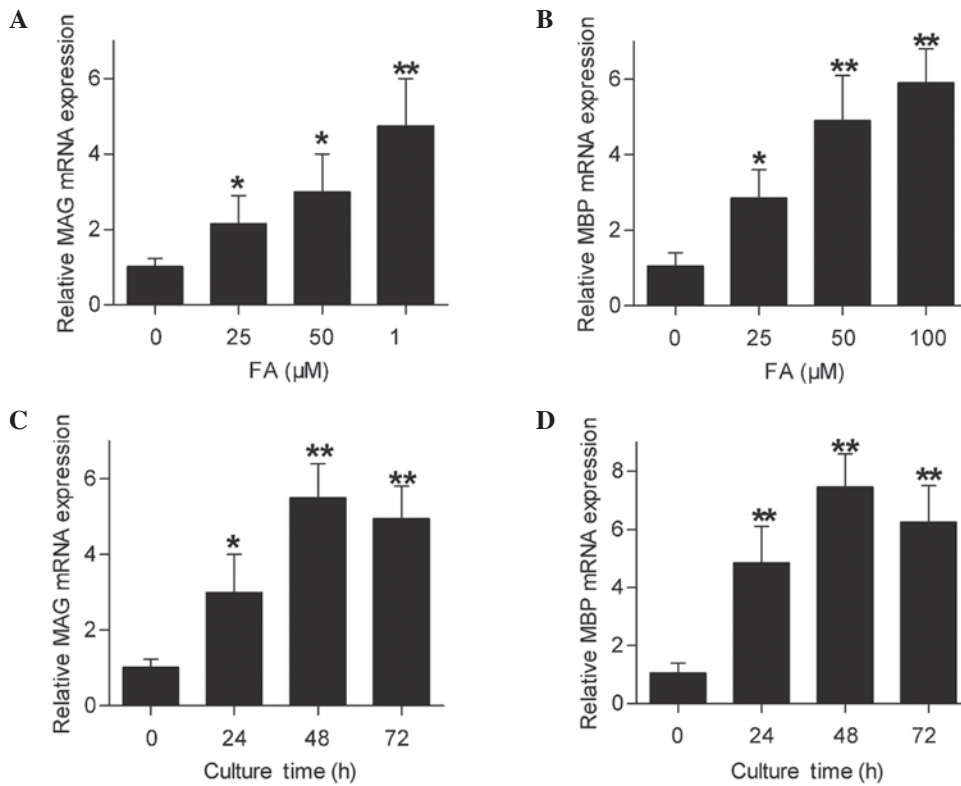 A
Relative MAG mRNA expression
6
4
2
0
*
*
**
0 25 50 1
FA (µM)
B
Relative MBP mRNA expression
6
4
2
0
*
**
**
0 25 50 100
FA (µM)
C
Relative MAG mRNA expression
6
4
2
0
*
**
**
0 24 48 72
Culture time (h)
D
Relative MBP mRNA expression
8
6
4
2
0
**
**
**
0 24 48 72
Culture time (h)